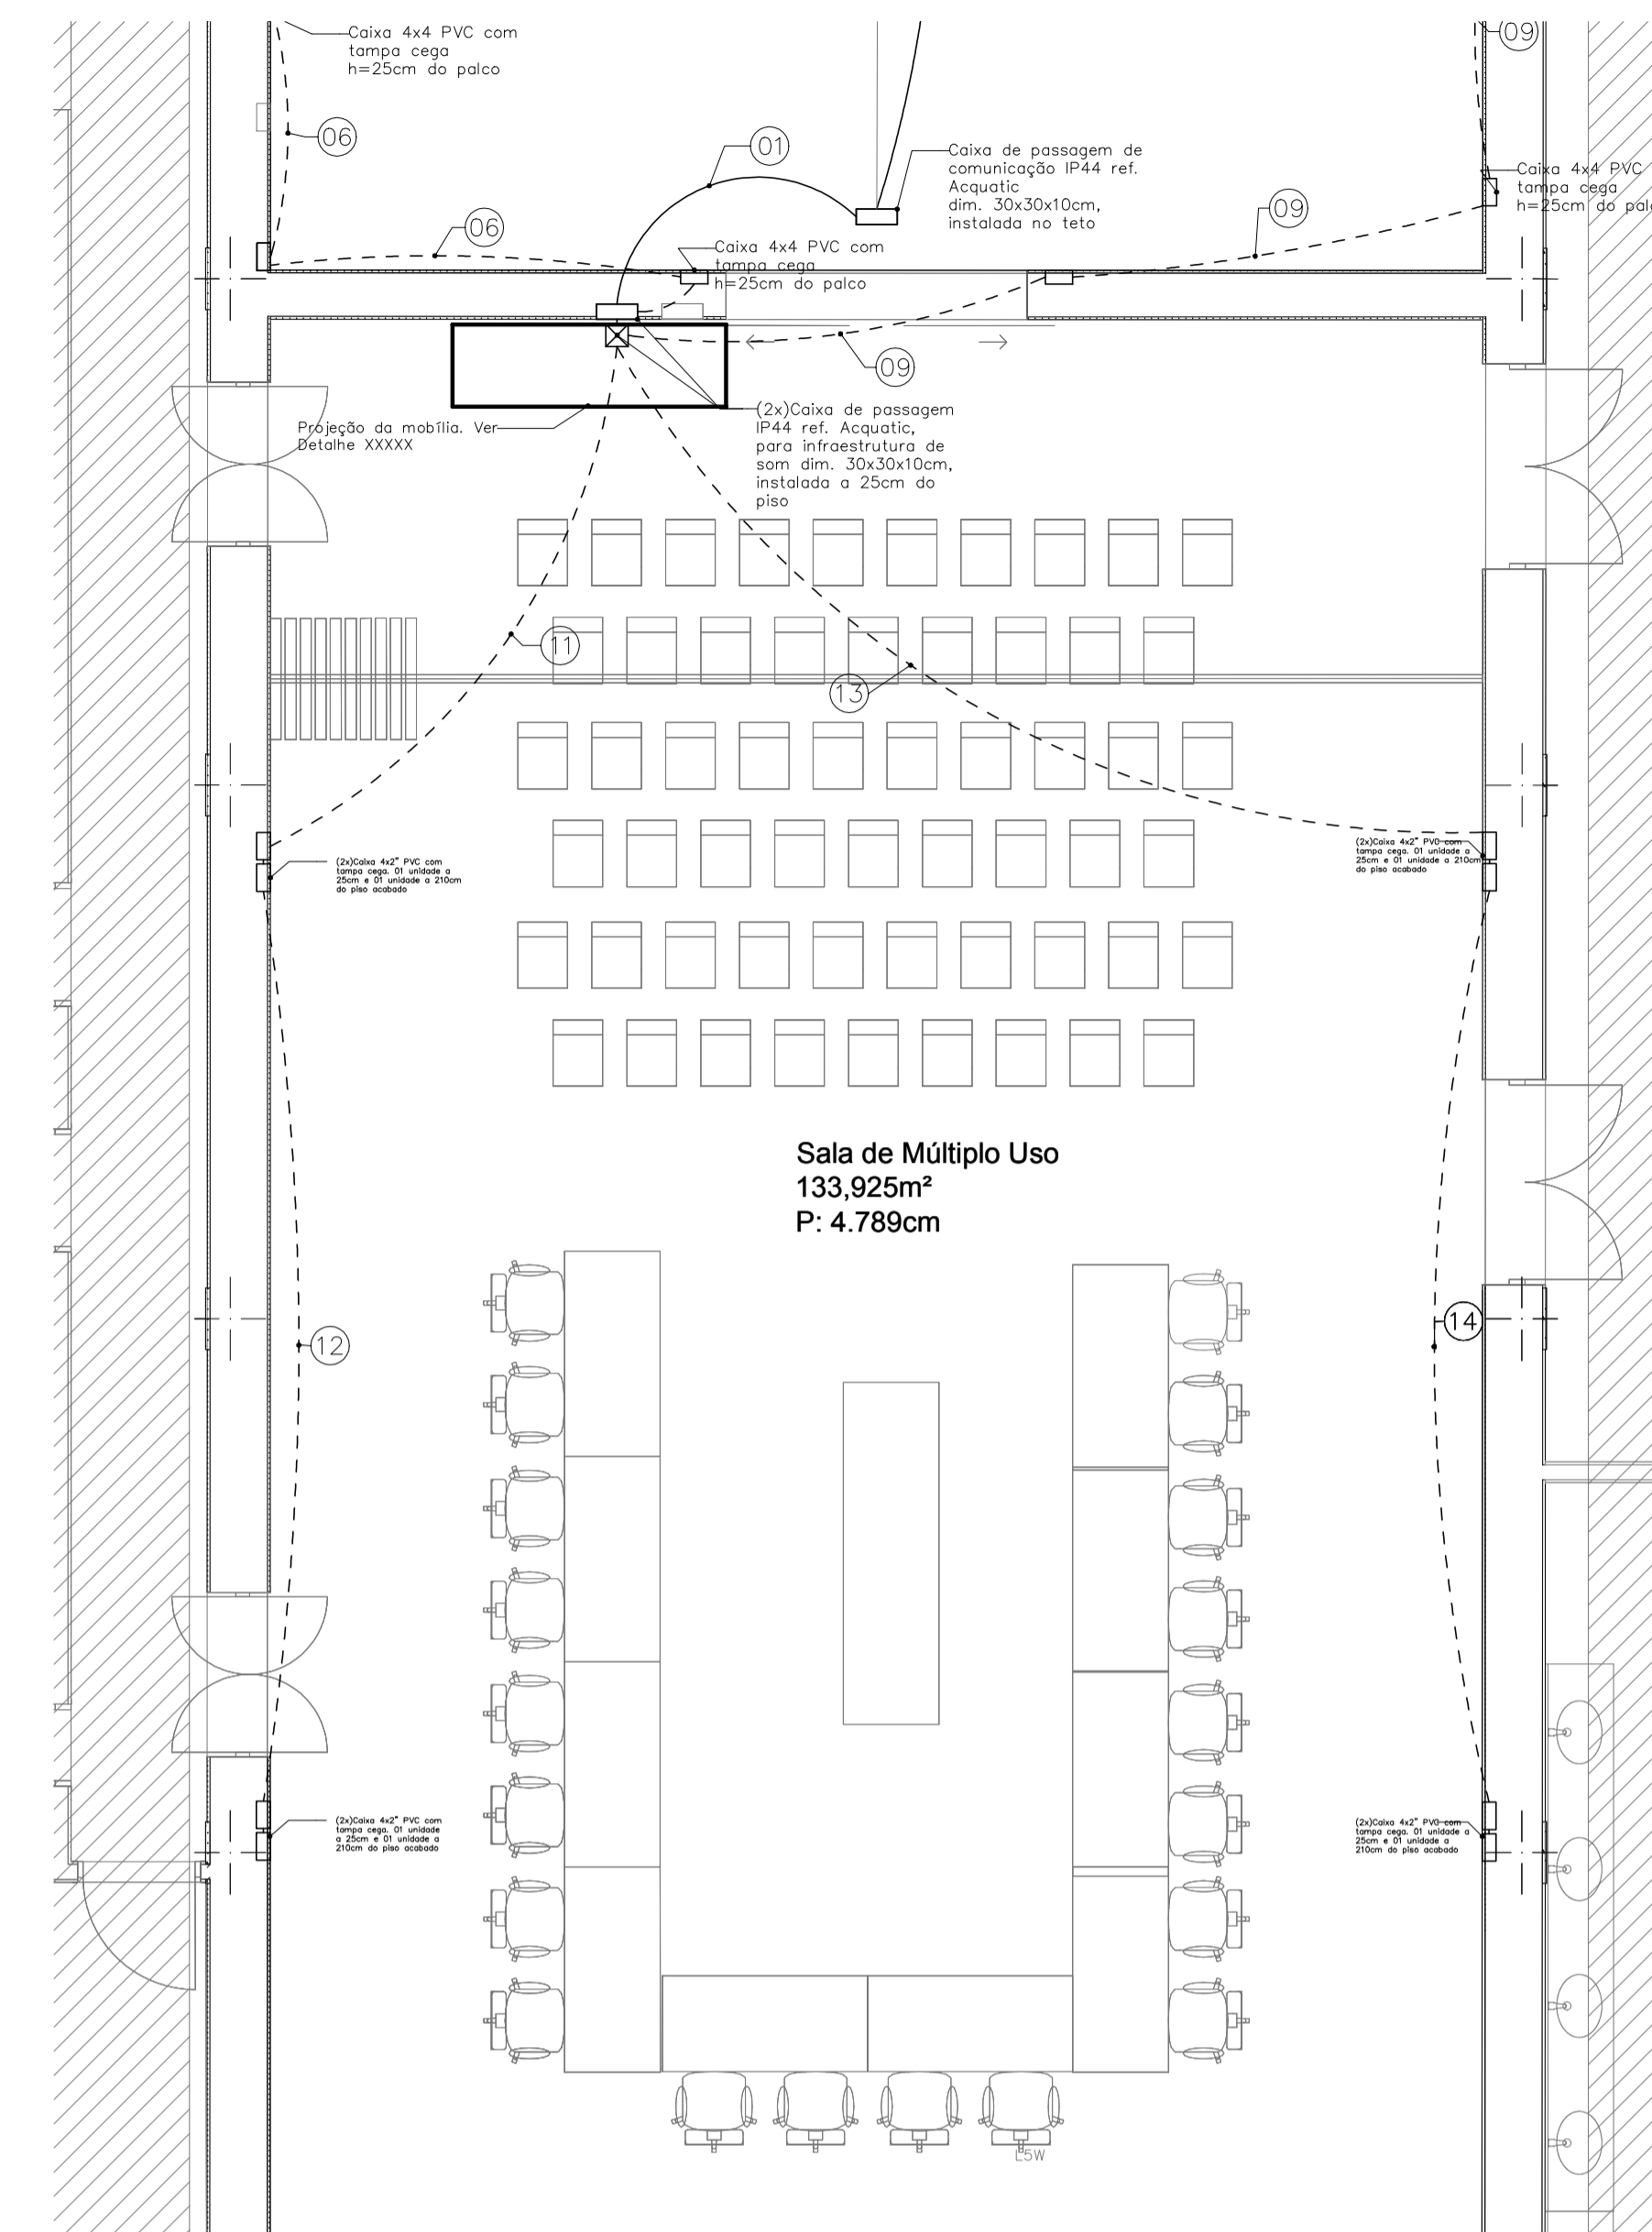 Caixa 4x4 PVC com
tampa cega
h=25cm do palco
09
06
01
Caixa de passagem de
comunicação IP44 ref.
Acquatic
dim. 30x30x10cm,
instalada no teto
Caixa 4x4 PVC
tampa cega
h=25cm do
09
06
Caixa 4x4 PVC com
tampa cega
h=25cm do palco
09
Projeção da mobília. Ver
Detalhe XXXXX
(2x)Caixa de passagem
IP44 ref. Acquatic,
para infraestrutura de
som dim. 30x30x10cm,
instalada a 25cm do
piso
11
13
(2x)Caixa 4x2" PVC com
tampa cega. 01 unidade a
25cm e 01 unidade a 210cm
do piso acabado
(2x)Caixa 4x2" PVC com
tampa cega. 01 unidade a
25cm e 01 unidade a 210cm
do piso acabado
Sala de Múltiplo Uso
133,925m²
P: 4.789cm
12
14
(2x)Caixa 4x2" PVC com
tampa cega. 01 unidade
a 25cm e 01 unidade a
210cm do piso acabado
(2x)Caixa 4x2" PVC com
tampa cega. 01 unidade a
25cm e 01 unidade a
210cm do piso acabado
L5W